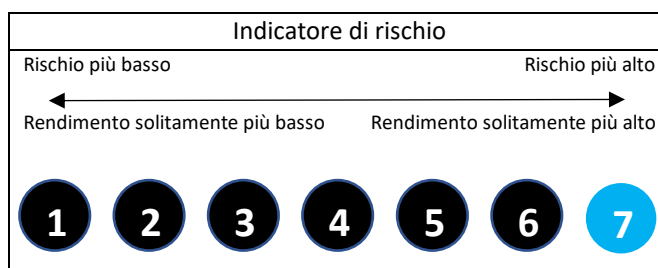 Indicatore di rischio
Rischio più basso Rischio più alto
Rendimento solitamente più basso Rendimento solitamente più alto
1 2 3 4 5 6 7